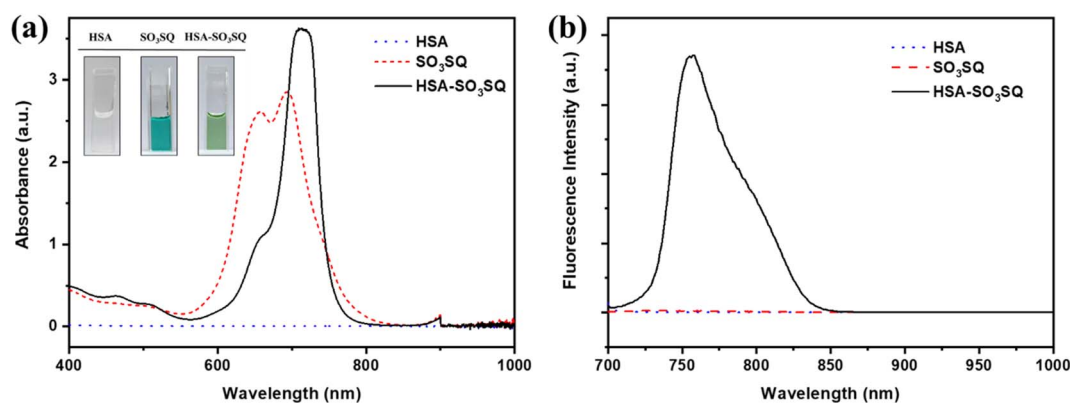 (a)
HSA SO₃SQ HSA-SO₃SQ
HSA
SO₃SQ
HSA-SO₃SQ
Absorbance (a.u.)
3
2
1
0
400 600 800 1000
Wavelength (nm)
(b)
HSA
SO₃SQ
HSA-SO₃SQ
Fluorescence Intensity (a.u.)
700 750 800 850 900 950 1000
Wavelength (nm)